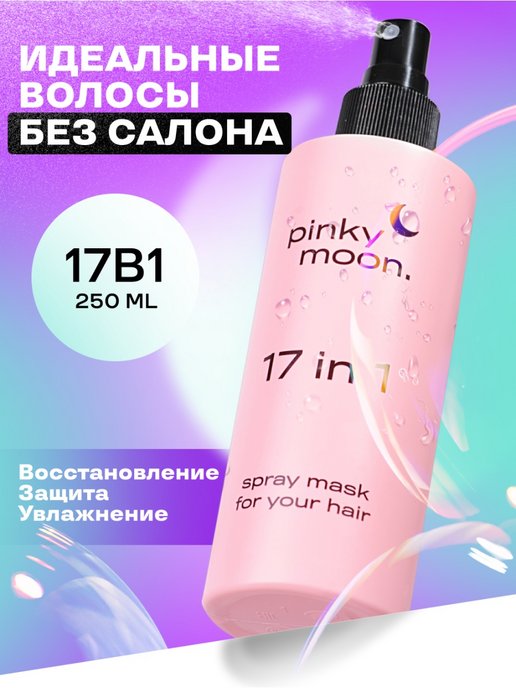 ИДЕАЛЬНЫЕ
ВОЛОСЫ
БЕЗ САЛОНА
17В1
250 ML
pinky
moon.
17 in 1
spray mask
for your hair
Восстановление
Защита
Увлажнение